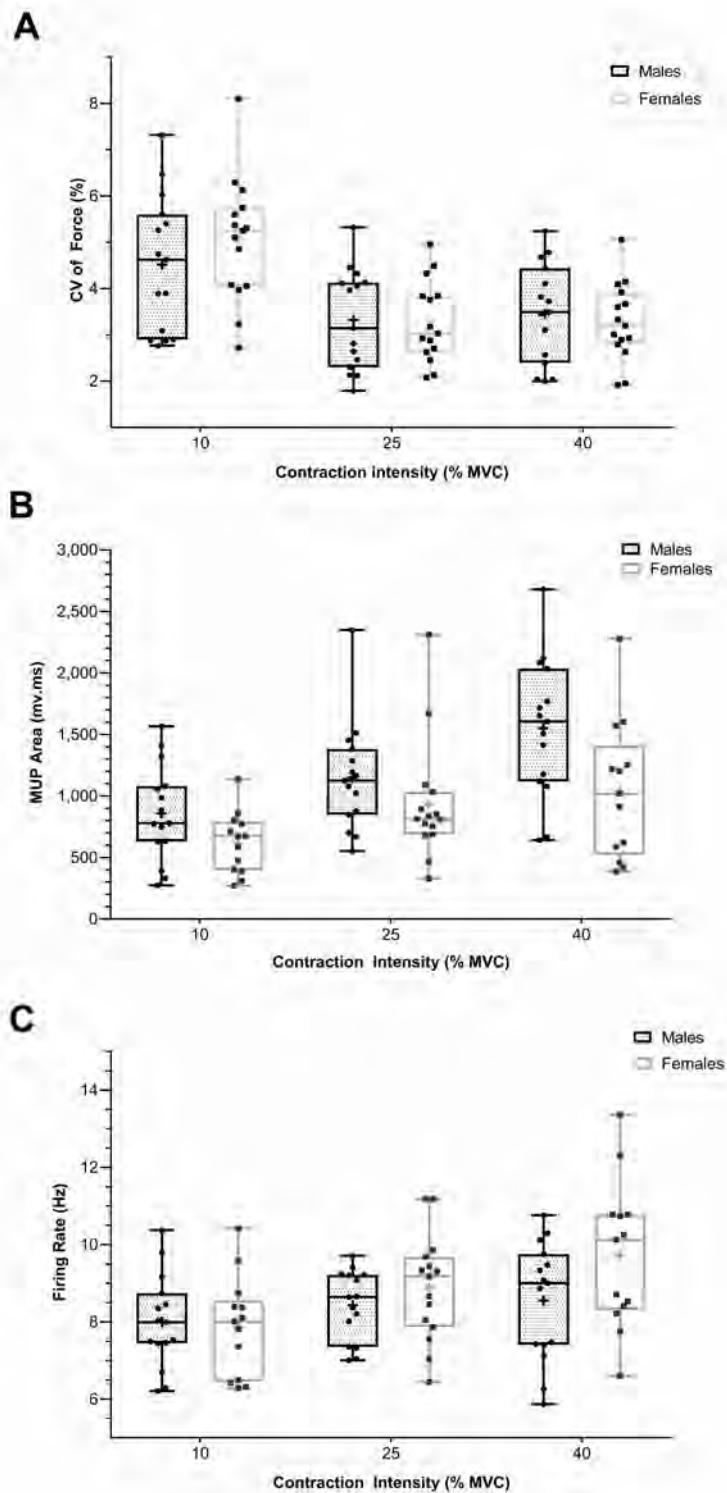 A
Males
Females
8
6
4
2
CV of Force (%)
10 25 40
Contraction intensity (% MVC)
B
Males
Females
3,000
2,500
2,000
1,500
1,000
500
0
MUP Area (mv.ms)
10 25 40
Contraction intensity (% MVC)
C
Males
Females
14
12
10
8
6
Firing Rate (Hz)
10 25 40
Contraction Intensity (% MVC)